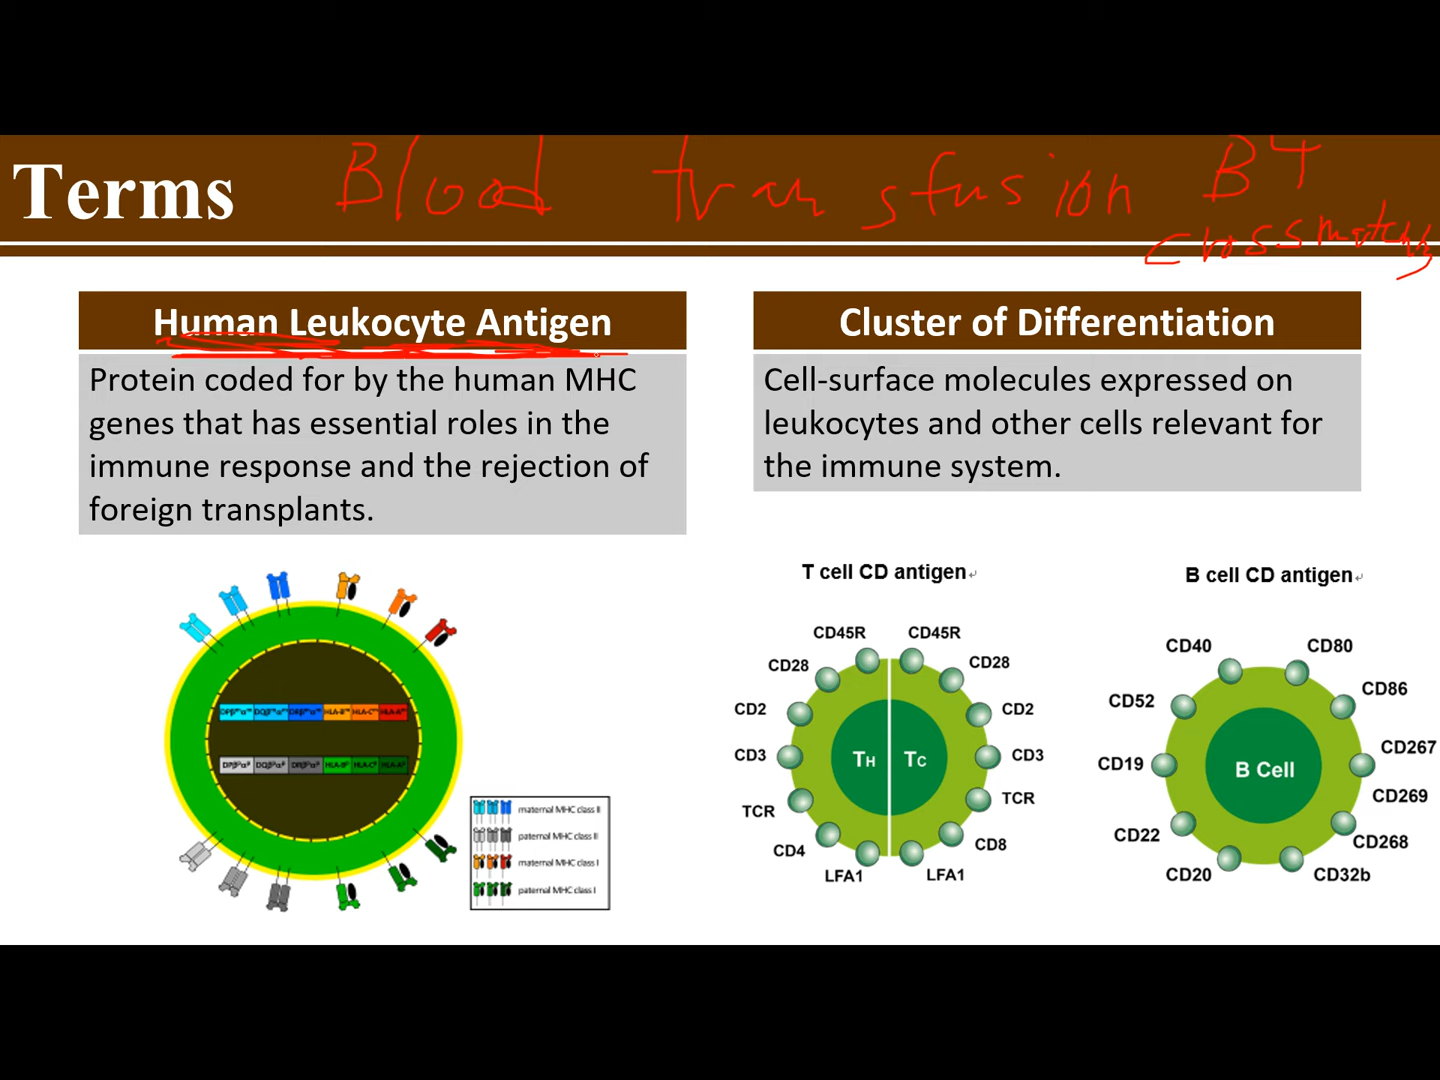 Terms
Blood transfusion BT
crossmatching
Human Leukocyte Antigen
Protein coded for by the human MHC
genes that has essential roles in the
immune response and the rejection of
foreign transplants.
Cluster of Differentiation
Cell-surface molecules expressed on
leukocytes and other cells relevant for
the immune system.
maternal MHC class II
paternal MHC class II
maternal MHC class I
paternal MHC class I
T cell CD antigen
CD45R CD45R
CD28 CD28
CD2 CD2
CD3 TH TC CD3
TCR TCR
CD4 CD8
LFA1 LFA1
B cell CD antigen
CD40 CD80
CD52 CD86
CD19 B Cell CD267
CD269
CD22 CD268
CD20 CD32b